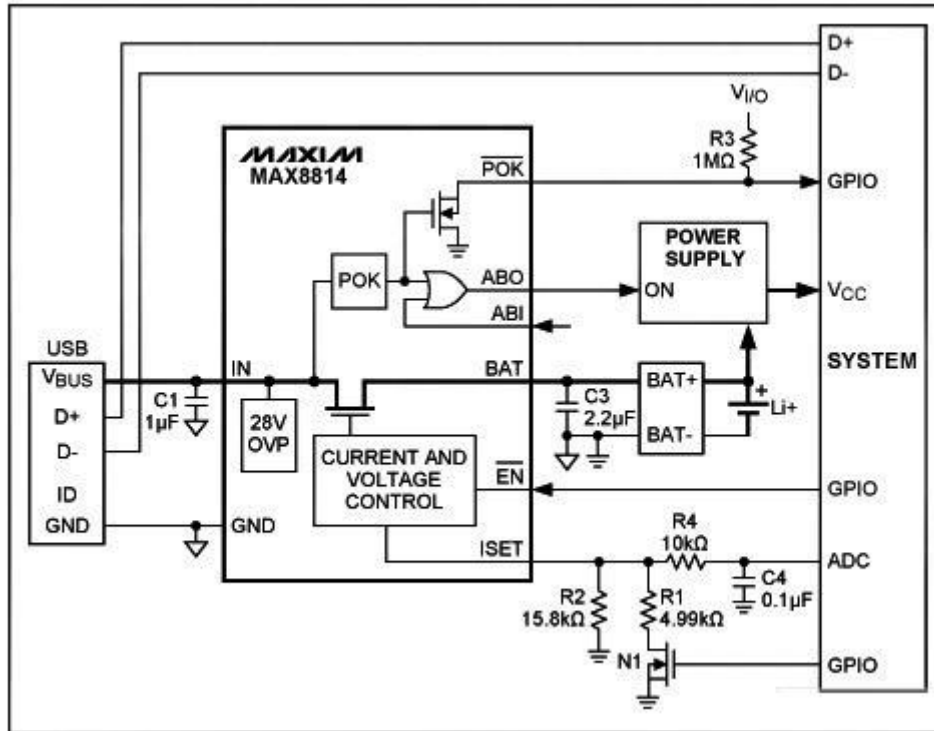 D+
D-
V_I/O
R3
1MΩ
MAXIM
MAX8814
POK
GPIO
POWER
SUPPLY
POK
ABO
ON
V_CC
ABI
SYSTEM
USB
V_BUS
IN
BAT
BAT+
+
Li+
C1
1µF
C3
2.2µF
D+
28V
OVP
BAT-
D-
CURRENT AND
VOLTAGE
CONTROL
EN
GPIO
ID
GND
GND
ISET
R4
10kΩ
ADC
C4
0.1µF
R2
15.8kΩ
R1
4.99kΩ
N1
GPIO